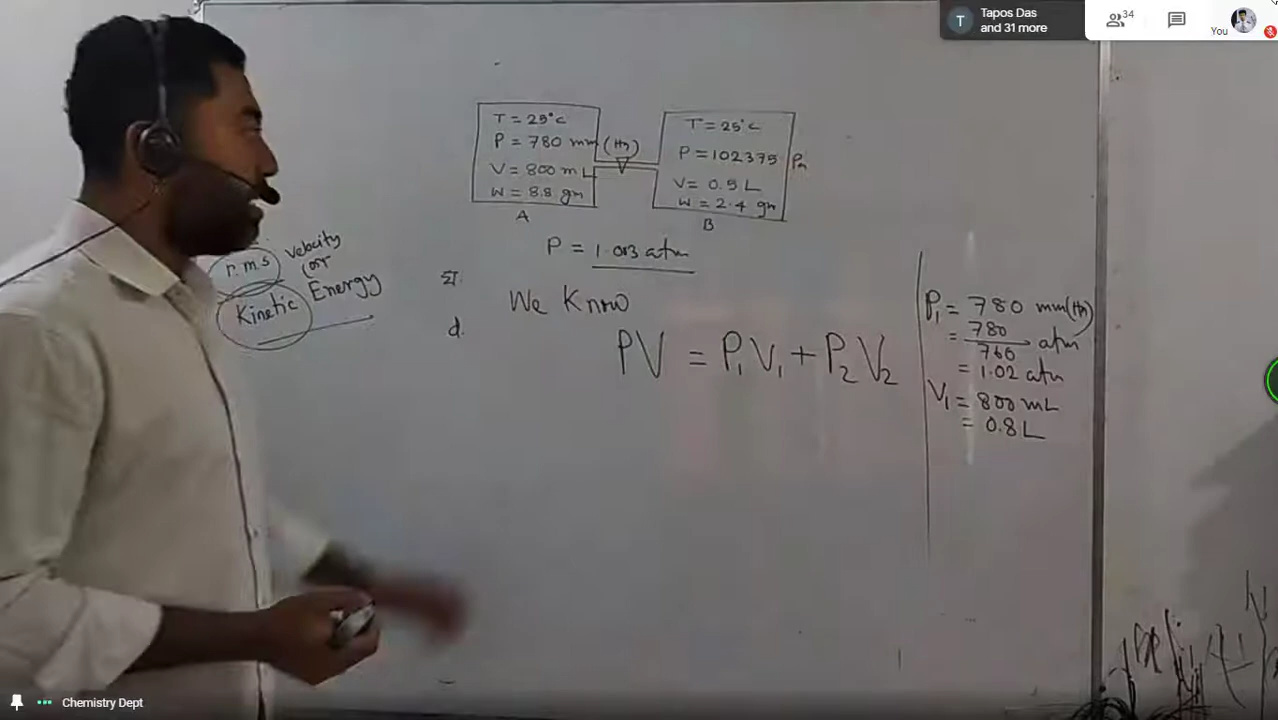 Tapos Das
and 31 more
T
34
You
T = 25°C
P = 780 mm (Hg)
V = 800 mL
W = 8.8 gm
A
T = 25°C
P = 102375 Pa
V = 0.5 L
W = 2.4 gm
B
P = 1.013 atm
r.m.s velocity
(or
Kinetic Energy
ঘ.
d.
We Know
PV = P₁V₁ + P₂V₂
P₁ = 780 mm(Hg)
= 780/760 atm
= 1.02 atm
V₁ = 800 mL
= 0.8 L
Chemistry Dept